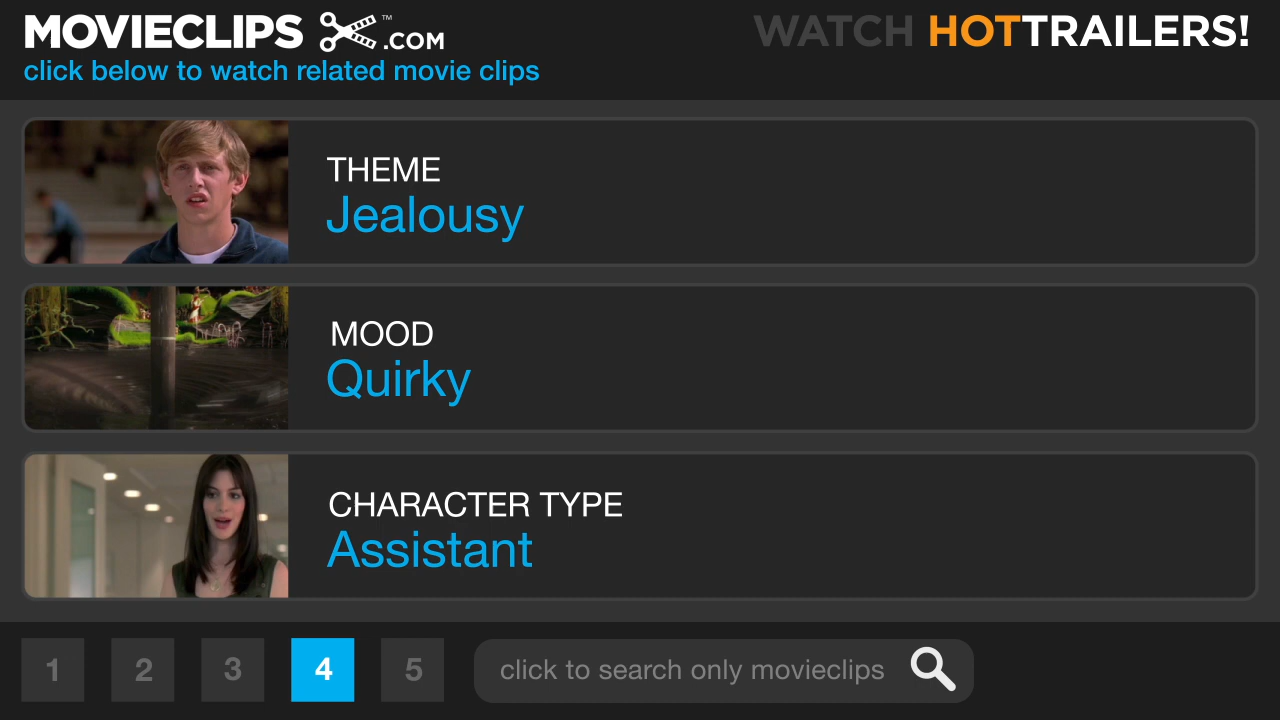 MOVIECLIPS ™ .COM
WATCH HOTTRAILERS!
click below to watch related movie clips
THEME
Jealousy
MOOD
Quirky
CHARACTER TYPE
Assistant
1 2 3 4 5 click to search only movieclips